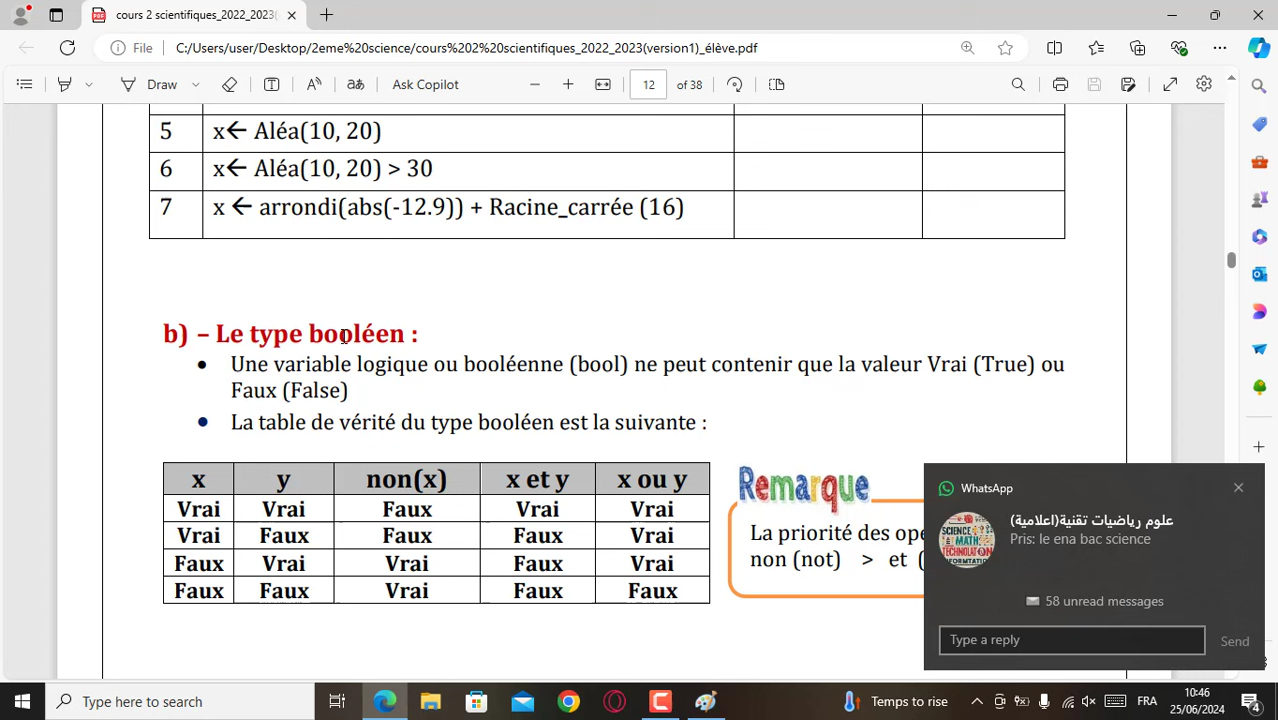 cours 2 scientifiques_2022_2023(
File
C:/Users/user/Desktop/2eme%20science/cours%202%20scientifiques_2022_2023(version1)_élève.pdf
Draw
Ask Copilot
12 of 38
5 x← Aléa(10, 20)
6 x← Aléa(10, 20) > 30
7 x ← arrondi(abs(-12.9)) + Racine_carrée (16)
b) – Le type booléen :
• Une variable logique ou booléenne (bool) ne peut contenir que la valeur Vrai (True) ou
Faux (False)
• La table de vérité du type booléen est la suivante :
x y non(x) x et y x ou y
Vrai Vrai Faux Vrai Vrai
Vrai Faux Faux Faux Vrai
Faux Vrai Vrai Faux Vrai
Faux Faux Vrai Faux Faux
Remarque
La priorité des ope
non (not) > et (
WhatsApp
علوم رياضيات تقنية(اعلامية)
Pris: le ena bac science
58 unread messages
Type a reply
Send
Type here to search
Temps to rise
FRA
10:46
25/06/2024
4